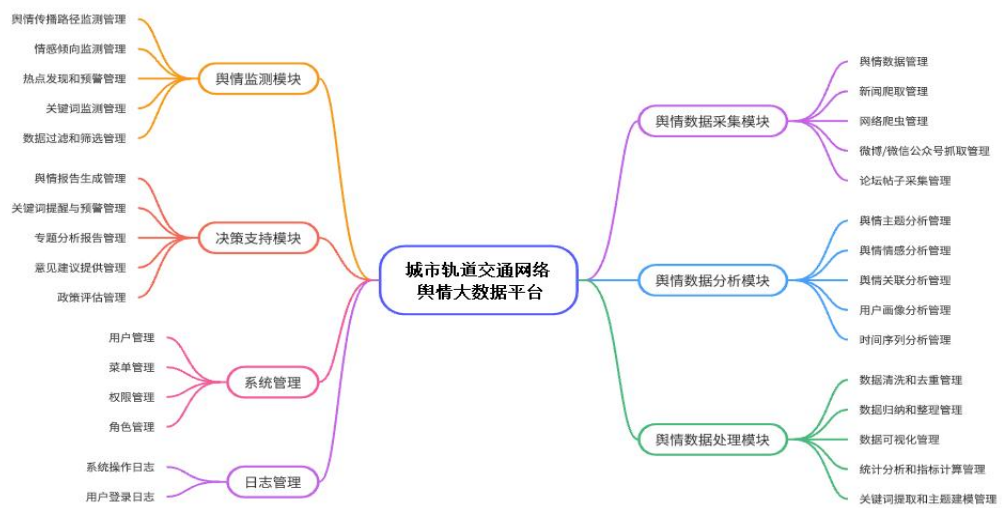 城市轨道交通网络
舆情大数据平台
舆情监测模块
舆情传播路径监测管理
情感倾向监测管理
热点发现和预警管理
关键词监测管理
数据过滤和筛选管理
决策支持模块
舆情报告生成管理
关键词提醒与预警管理
专题分析报告管理
意见建议提供管理
政策评估管理
系统管理
用户管理
菜单管理
权限管理
角色管理
日志管理
系统操作日志
用户登录日志
舆情数据采集模块
舆情数据管理
新闻爬取管理
网络爬虫管理
微博/微信公众号抓取管理
论坛帖子采集管理
舆情数据分析模块
舆情主题分析管理
舆情情感分析管理
舆情关联分析管理
用户画像分析管理
时间序列分析管理
舆情数据处理模块
数据清洗和去重管理
数据归纳和整理管理
数据可视化管理
统计分析和指标计算管理
关键词提取和主题建模管理